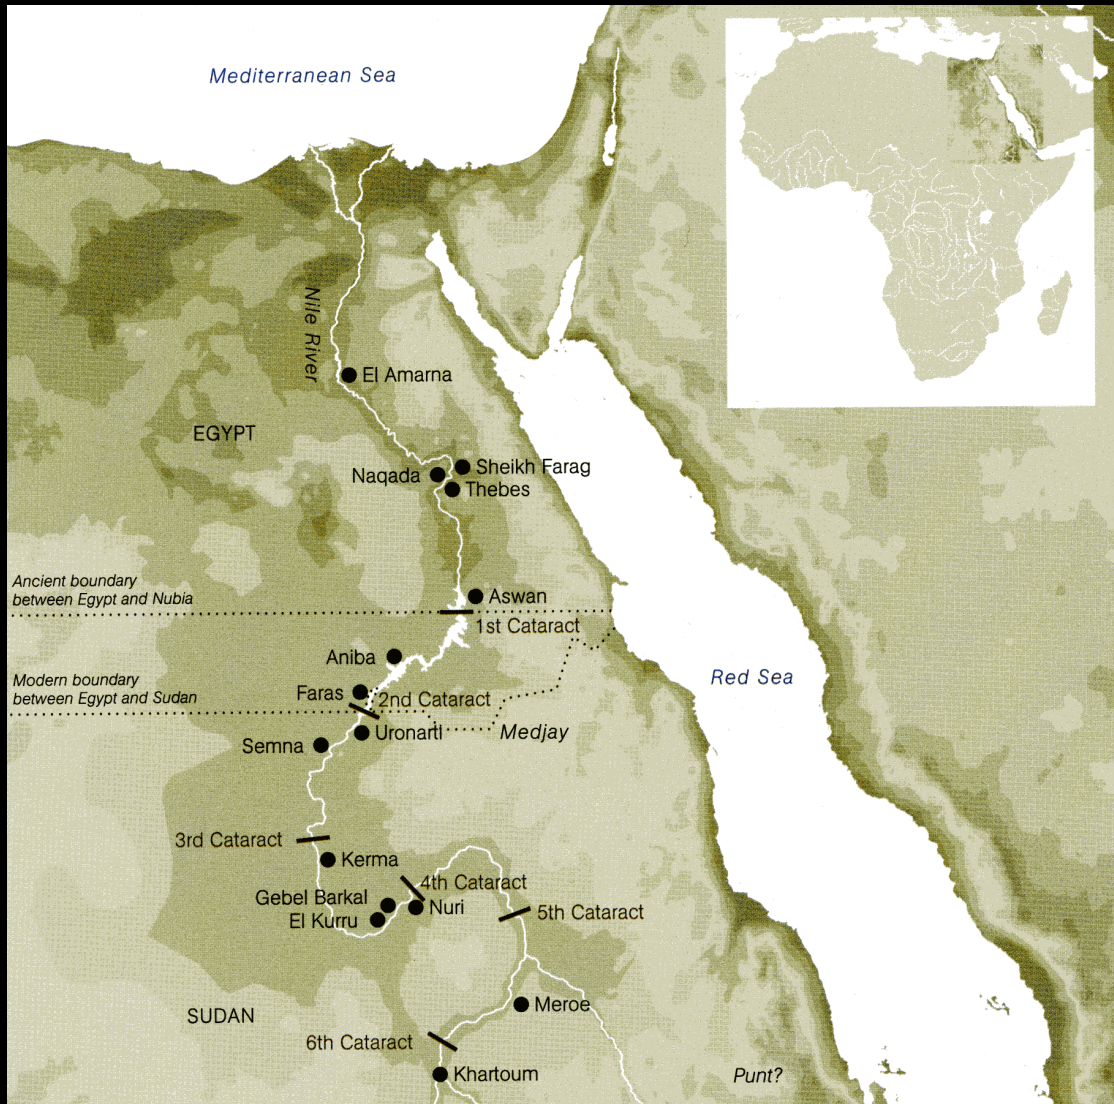 Mediterranean Sea
Nile River
El Amarna
EGYPT
Sheikh Farag
Naqada
Thebes
Ancient boundary
between Egypt and Nubia
Aswan
1st Cataract
Aniba
Red Sea
Modern boundary
between Egypt and Sudan
Faras
2nd Cataract
Uronarti
Medjay
Semna
3rd Cataract
Kerma
4th Cataract
Gebel Barkal
Nuri
5th Cataract
El Kurru
Meroe
SUDAN
6th Cataract
Khartoum
Punt?